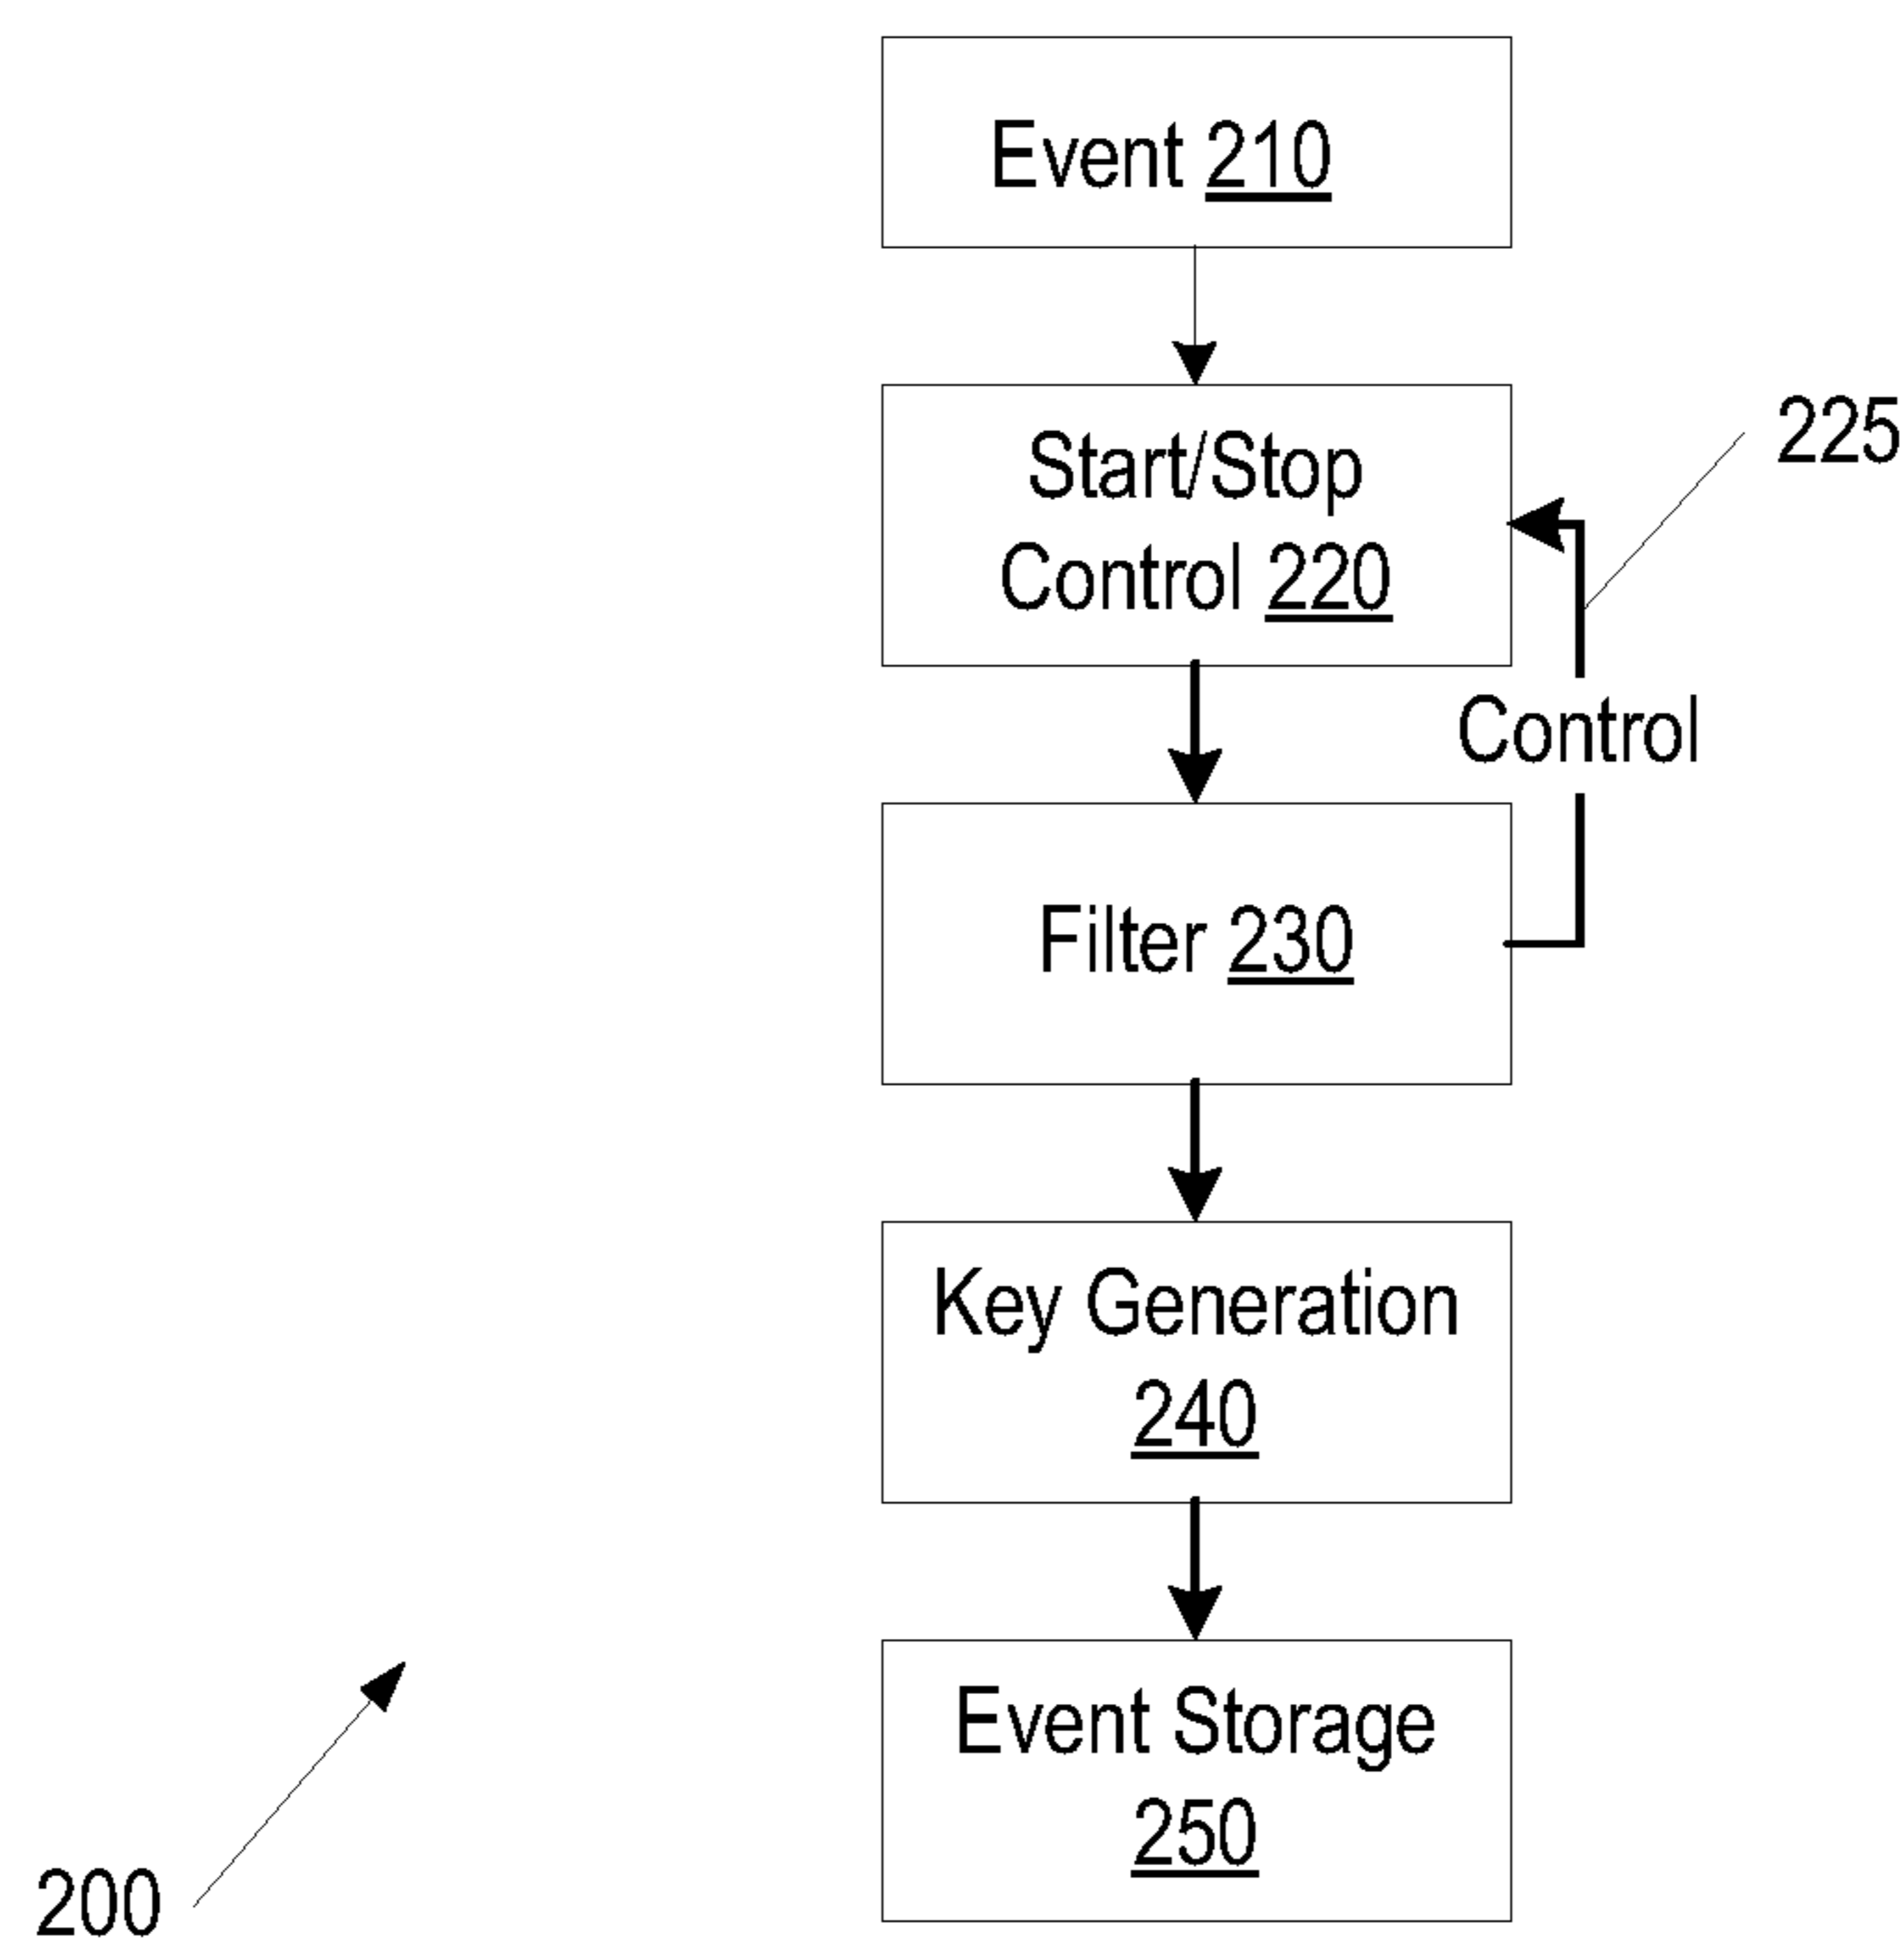 Event 210
Start/Stop
Control 220
225
Control
Filter 230
Key Generation
240
Event Storage
250
200